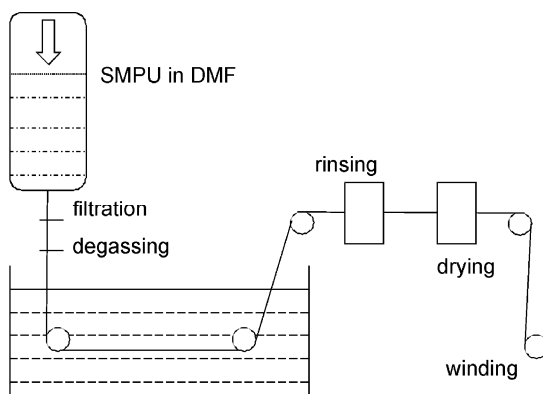 SMPU in DMF
filtration
degassing
rinsing
drying
winding